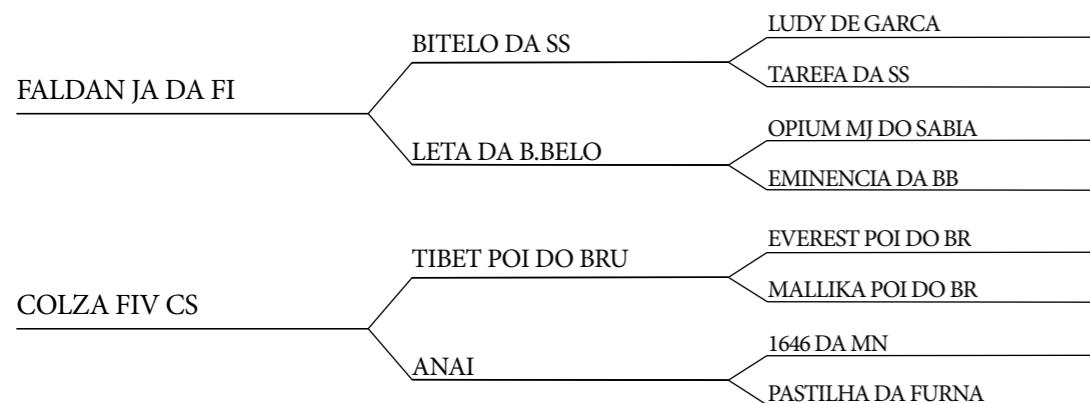 FALDAN JA DA FI
BITELO DA SS
LUDY DE GARCA
TAREFA DA SS
LETA DA B.BELO
OPIUM MJ DO SABIA
EMINENCIA DA BB
COLZA FIV CS
TIBET POI DO BRU
EVEREST POI DO BR
MALLIKA POI DO BR
ANAI
1646 DA MN
PASTILHA DA FURNA